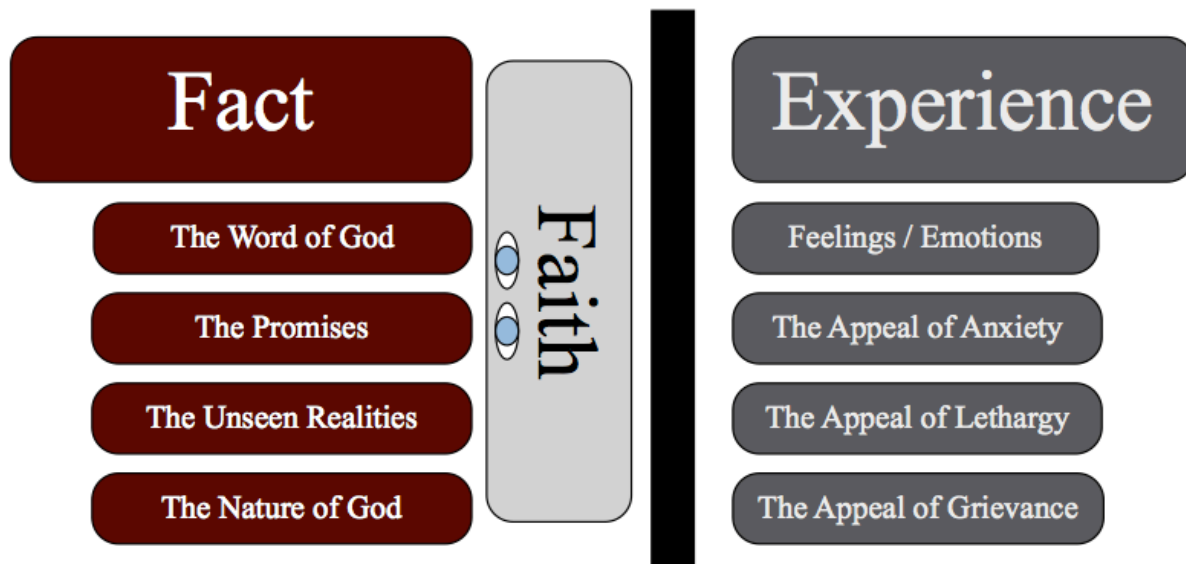 Fact
The Word of God
The Promises
The Unseen Realities
The Nature of God
Faith
Experience
Feelings / Emotions
The Appeal of Anxiety
The Appeal of Lethargy
The Appeal of Grievance